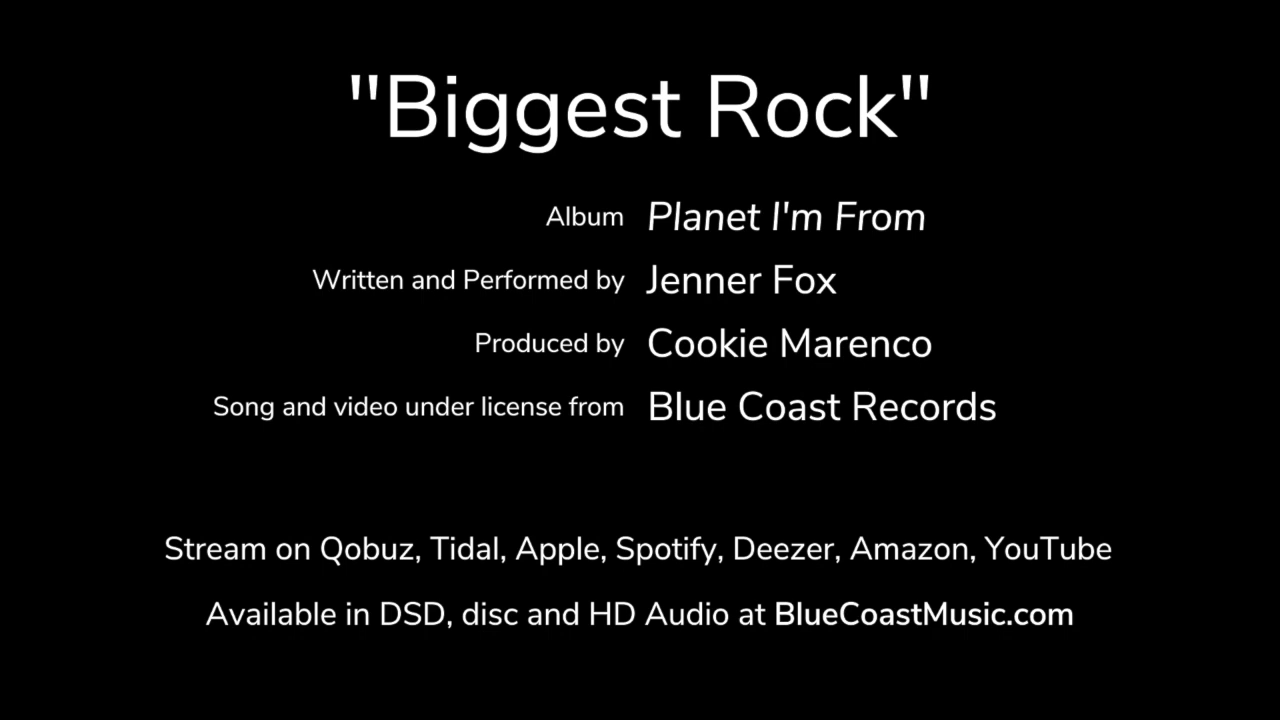 "Biggest Rock"
Album Planet I'm From
Written and Performed by Jenner Fox
Produced by Cookie Marenco
Song and video under license from Blue Coast Records
Stream on Qobuz, Tidal, Apple, Spotify, Deezer, Amazon, YouTube
Available in DSD, disc and HD Audio at BlueCoastMusic.com